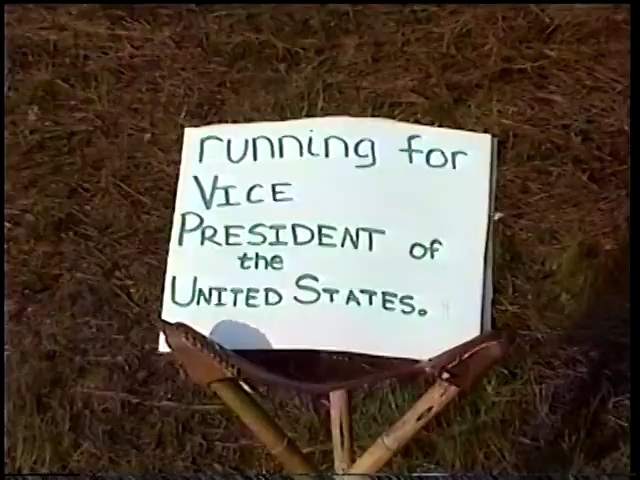 running for
VICE
PRESIDENT of
the
UNITED STATES.